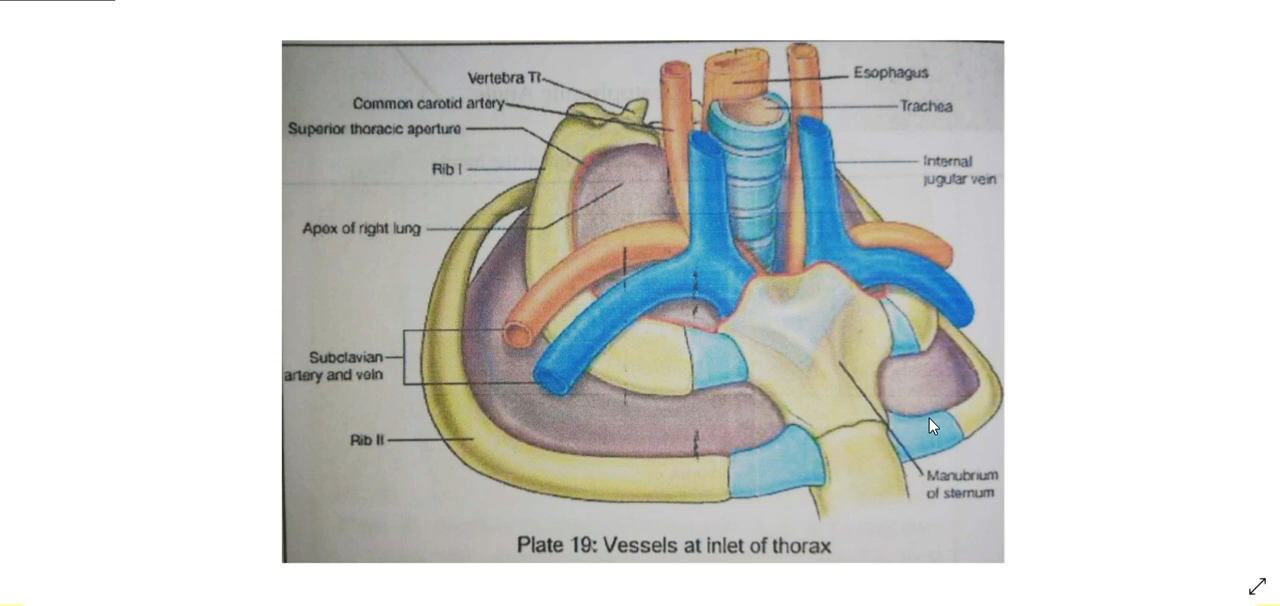 Vertebra TI
Common carotid artery
Superior thoracic aperture
Rib I
Apex of right lung
Subclavian
artery and vein
Rib II
Esophagus
Trachea
Internal
jugular vein
Manubrium
of sternum
Plate 19: Vessels at inlet of thorax